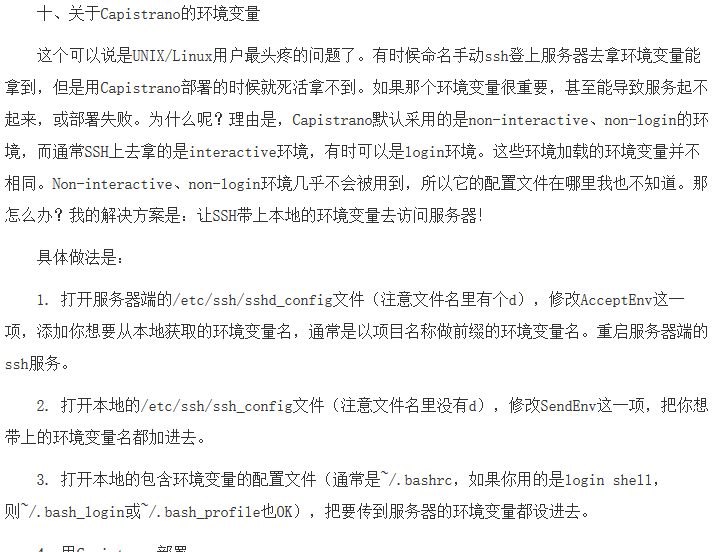 十、关于Capistrano的环境变量
这个可以说是UNIX/Linux用户最头疼的问题了。有时候命名手动ssh登上服务器去拿环境变量能
拿到，但是用Capistrano部署的时候就死活拿不到。如果那个环境变量很重要，甚至能导致服务起不
起来，或部署失败。为什么呢？理由是，Capistrano默认采用的是non-interactive、non-login的环
境，而通常SSH上去拿的是interactive环境，有时可以是login环境。这些环境加载的环境变量并不
相同。Non-interactive、non-login环境几乎不会被用到，所以它的配置文件在哪里我也不知道。那
怎么办？我的解决方案是：让SSH带上本地的环境变量去访问服务器！
具体做法是：
1. 打开服务器端的/etc/ssh/sshd_config文件（注意文件名里有个d），修改AcceptEnv这一
项，添加你想要从本地获取的环境变量名，通常是以项目名称做前缀的环境变量名。重启服务器端的
ssh服务。
2. 打开本地的/etc/ssh/ssh_config文件（注意文件名里没有d），修改SendEnv这一项，把你想
带上的环境变量名都加进去。
3. 打开本地的包含环境变量的配置文件（通常是~/.bashrc，如果你用的是login shell，
则~/.bash_login或~/.bash_profile也OK），把要传到服务器的环境变量都设进去。
4. 用Capistrano部署